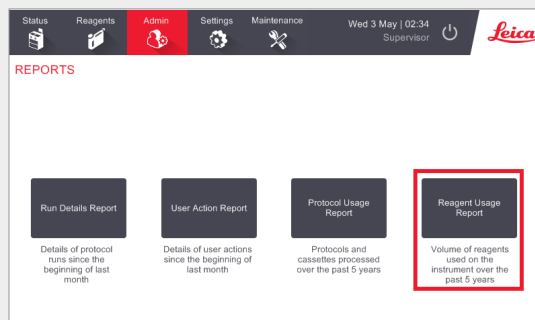 Status Reagents Admin Settings Maintenance Wed 3 May | 02:34
Supervisor
Leica
REPORTS
Run Details Report User Action Report Protocol Usage Report Reagent Usage Report
Details of protocol
runs since the
beginning of last
month
Details of user actions
since the beginning of
last month
Protocols and
cassettes processed
over the past 5 years
Volume of reagents
used on the
instrument over the
past 5 years